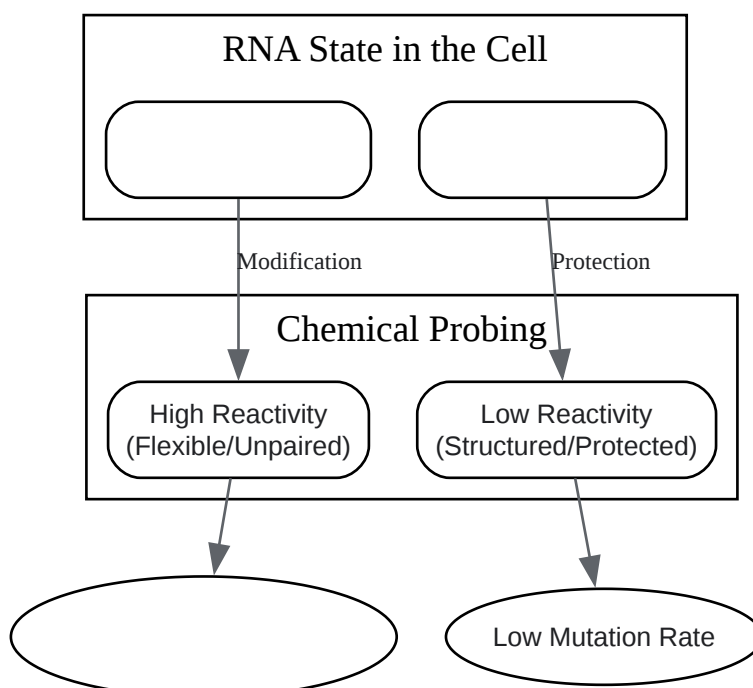 RNA State in the Cell
Modification
Protection
Chemical Probing
High Reactivity
(Flexible/Unpaired)
Low Reactivity
(Structured/Protected)
Low Mutation Rate